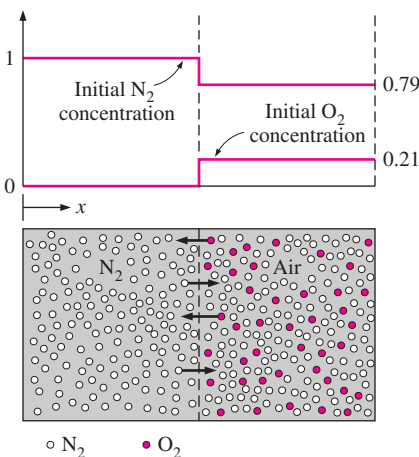 1
Initial N₂
concentration
0.79
Initial O₂
concentration
0.21
0
x
N₂
Air
N₂
O₂